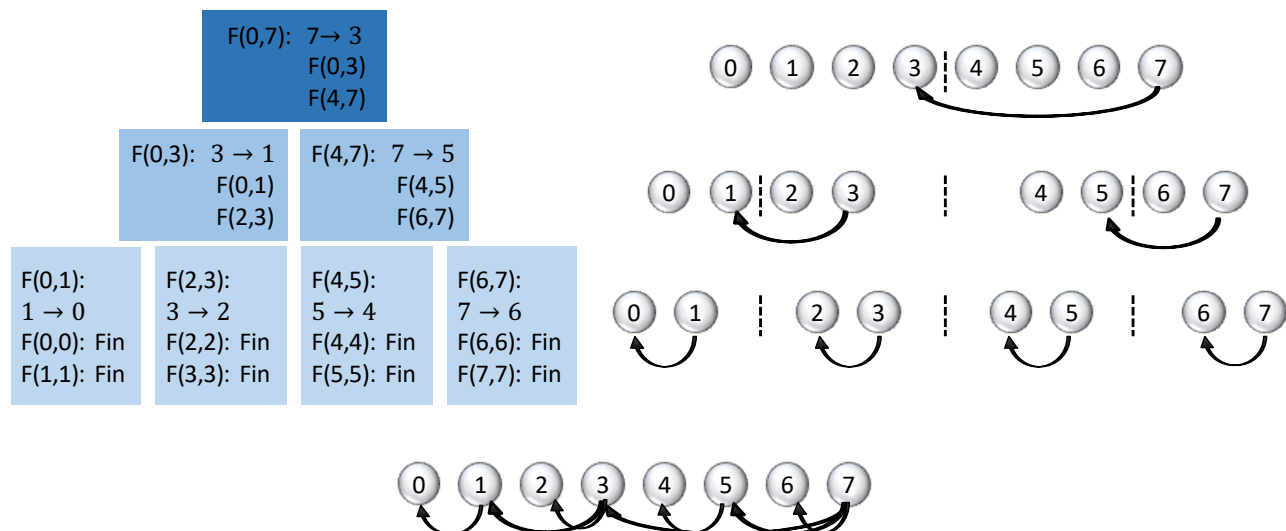 F(0,7): 7→ 3
F(0,3)
F(4,7)
0 1 2 3 4 5 6 7
F(0,3): 3 → 1
F(0,1)
F(2,3)
F(4,7): 7 → 5
F(4,5)
F(6,7)
0 1 2 3 4 5 6 7
F(0,1):
1 → 0
F(0,0): Fin
F(1,1): Fin
F(2,3):
3 → 2
F(2,2): Fin
F(3,3): Fin
F(4,5):
5 → 4
F(4,4): Fin
F(5,5): Fin
F(6,7):
7 → 6
F(6,6): Fin
F(7,7): Fin
0 1 2 3 4 5 6 7
0 1 2 3 4 5 6 7